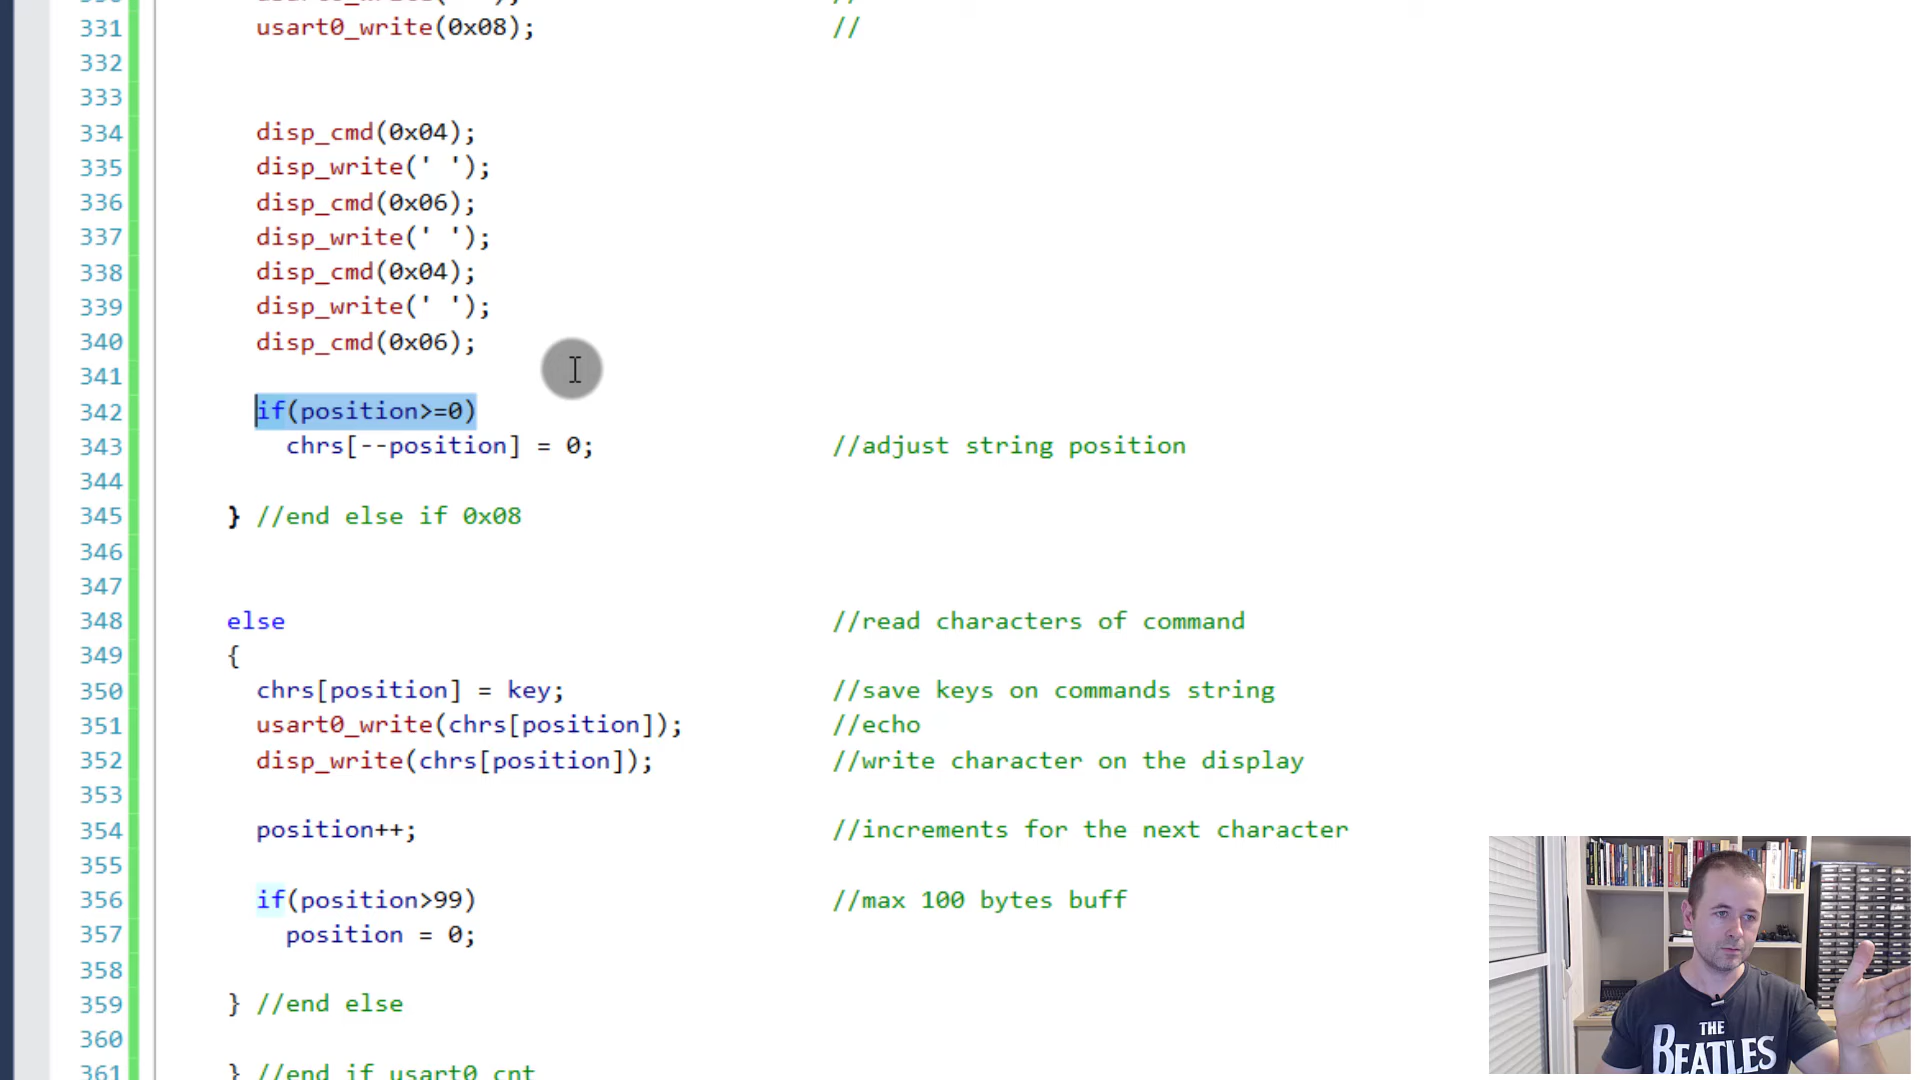 331 usart0_write(0x08); //
332
333
334 disp_cmd(0x04);
335 disp_write(' ');
336 disp_cmd(0x06);
337 disp_write(' ');
338 disp_cmd(0x04);
339 disp_write(' ');
340 disp_cmd(0x06);
341
342 if(position>=0)
343 chrs[--position] = 0; //adjust string position
344
345 } //end else if 0x08
346
347
348 else //read characters of command
349 {
350 chrs[position] = key; //save keys on commands string
351 usart0_write(chrs[position]); //echo
352 disp_write(chrs[position]); //write character on the display
353
354 position++; //increments for the next character
355
356 if(position>99) //max 100 bytes buff
357 position = 0;
358
359 } //end else
360
361 } //end if usart0 cnt
THE
BEATLES